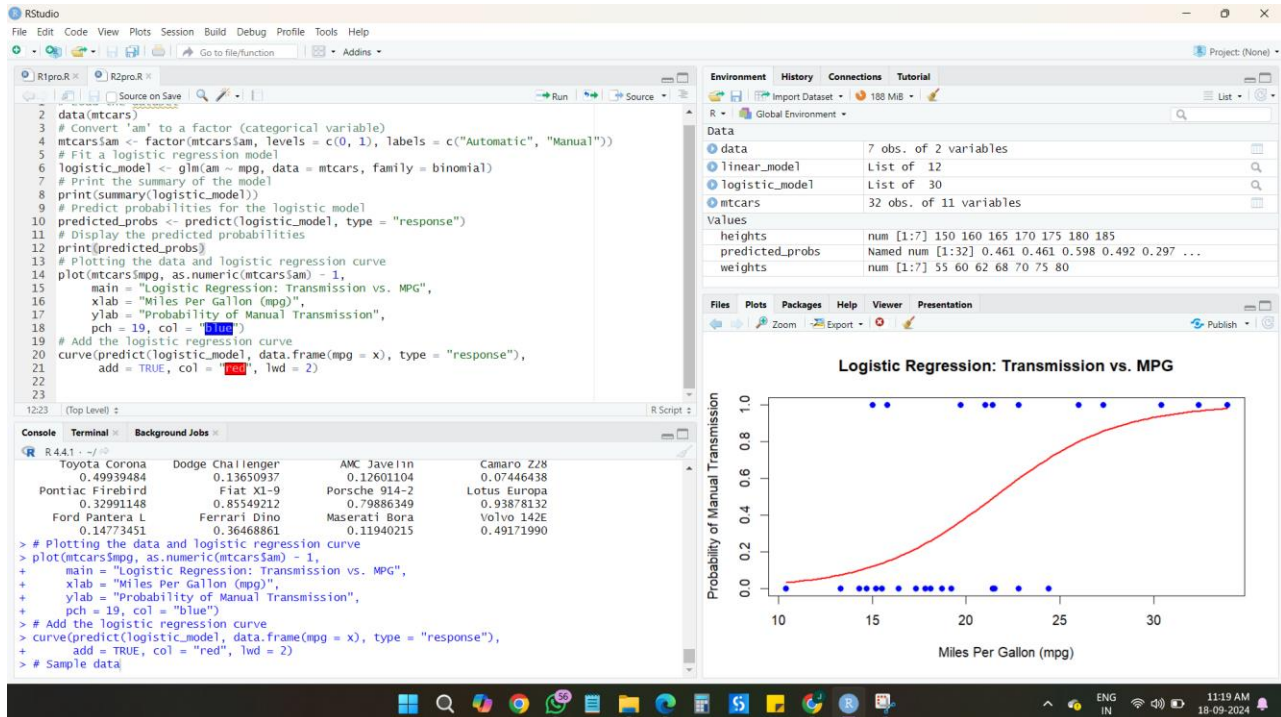 RStudio
File Edit Code View Plots Session Build Debug Profile Tools Help
Go to file/function Addins Project: (None)
R1pro.R R2pro.R
Source on Save Run Source
2 data(mtcars)
3 # Convert 'am' to a factor (categorical variable)
4 mtcars$am <- factor(mtcars$am, levels = c(0, 1), labels = c("Automatic", "Manual"))
5 # Fit a logistic regression model
6 logistic_model <- glm(am ~ mpg, data = mtcars, family = binomial)
7 # Print the summary of the model
8 print(summary(logistic_model))
9 # Predict probabilities for the logistic model
10 predicted_probs <- predict(logistic_model, type = "response")
11 # Display the predicted probabilities
12 print(predicted_probs)
13 # Plotting the data and logistic regression curve
14 plot(mtcars$mpg, as.numeric(mtcars$am) - 1,
15 main = "Logistic Regression: Transmission vs. MPG",
16 xlab = "Miles Per Gallon (mpg)",
17 ylab = "Probability of Manual Transmission",
18 pch = 19, col = "blue")
19 # Add the logistic regression curve
20 curve(predict(logistic_model, data.frame(mpg = x), type = "response"),
21 add = TRUE, col = "red", lwd = 2)
22
23
12:23 (Top Level) R Script
Console Terminal Background Jobs
R 4.4.1 · ~/
Toyota Corona Dodge Challenger AMC Javelin Camaro Z28
0.49939484 0.13650937 0.12601104 0.07446438
Pontiac Firebird Fiat X1-9 Porsche 914-2 Lotus Europa
0.32991148 0.85549212 0.79886349 0.93878132
Ford Pantera L Ferrari Dino Maserati Bora Volvo 142E
0.14773451 0.36468861 0.11940215 0.49171990
> # Plotting the data and logistic regression curve
> plot(mtcars$mpg, as.numeric(mtcars$am) - 1,
+ main = "Logistic Regression: Transmission vs. MPG",
+ xlab = "Miles Per Gallon (mpg)",
+ ylab = "Probability of Manual Transmission",
+ pch = 19, col = "blue")
> # Add the logistic regression curve
> curve(predict(logistic_model, data.frame(mpg = x), type = "response"),
+ add = TRUE, col = "red", lwd = 2)
> # Sample data
Environment History Connections Tutorial
Import Dataset 188 MiB List
R Global Environment
Data
data 7 obs. of 2 variables
linear_model List of 12
logistic_model List of 30
mtcars 32 obs. of 11 variables
Values
heights num [1:7] 150 160 165 170 175 180 185
predicted_probs Named num [1:32] 0.461 0.461 0.598 0.492 0.297 ...
weights num [1:7] 55 60 62 68 70 75 80
Files Plots Packages Help Viewer Presentation
Zoom Export Publish
Logistic Regression: Transmission vs. MPG
Probability of Manual Transmission
1.0
0.8
0.6
0.4
0.2
0.0
10 15 20 25 30
Miles Per Gallon (mpg)
56
ENG
IN
11:19 AM
18-09-2024